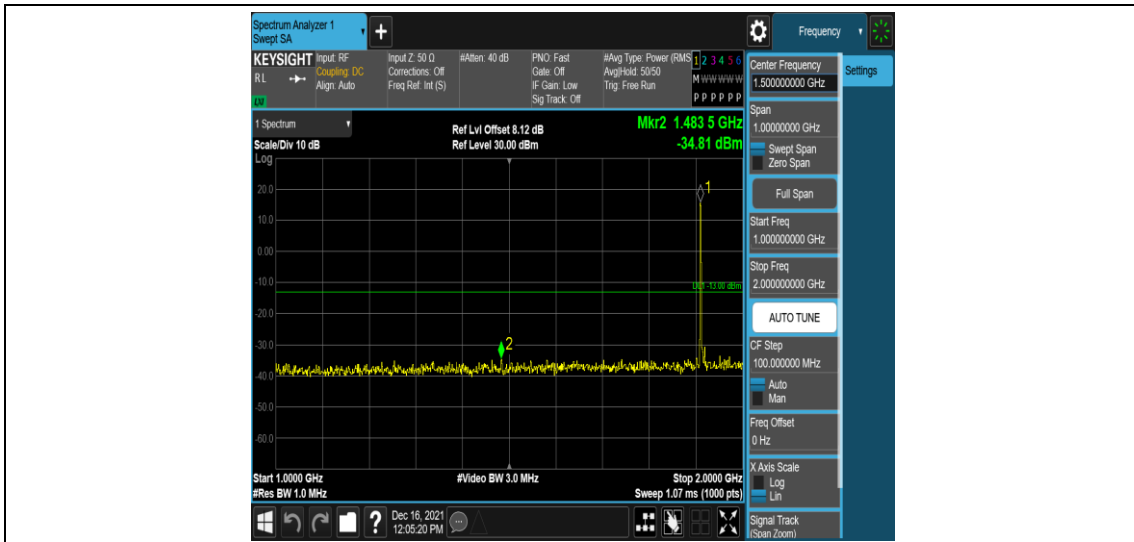 Spectrum Analyzer 1
Swept SA
+
Frequency
KEYSIGHT
RL
LXI
Input: RF
Coupling: DC
Align: Auto
Input Z: 50 Ω
Corrections: Off
Freq Ref: Int (S)
#Atten: 40 dB
PNO: Fast
Gate: Off
IF Gain: Low
Sig Track: Off
#Avg Type: Power (RMS
Avg|Hold: 50/50
Trig: Free Run
1 2 3 4 5 6
M W W W W W
P P P P P P
1 Spectrum
Scale/Div 10 dB
Ref Lvl Offset 8.12 dB
Ref Level 30.00 dBm
Mkr2 1.483 5 GHz
-34.81 dBm
Log
20.0
10.0
0.00
-10.0
-20.0
-30.0
-40.0
-50.0
-60.0
1
DL1 -13.00 dBm
2
Start 1.0000 GHz
#Res BW 1.0 MHz
#Video BW 3.0 MHz
Stop 2.0000 GHz
Sweep 1.07 ms (1000 pts)
Center Frequency
1.500000000 GHz
Settings
Span
1.00000000 GHz
Swept Span
Zero Span
Full Span
Start Freq
1.000000000 GHz
Stop Freq
2.000000000 GHz
AUTO TUNE
CF Step
100.000000 MHz
Auto
Man
Freq Offset
0 Hz
X Axis Scale
Log
Lin
Signal Track
(Span Zoom)
?
Dec 16, 2021
12:05:20 PM